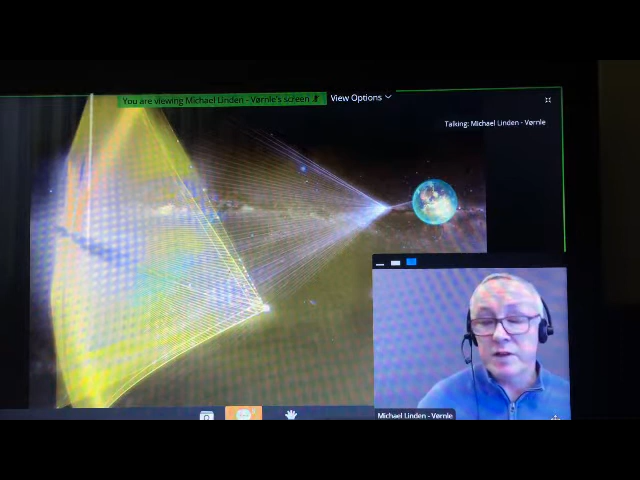 You are viewing Michael Linden - Vørnle's screen
View Options
Talking: Michael Linden - Vørnle
Michael Linden - Vørnle